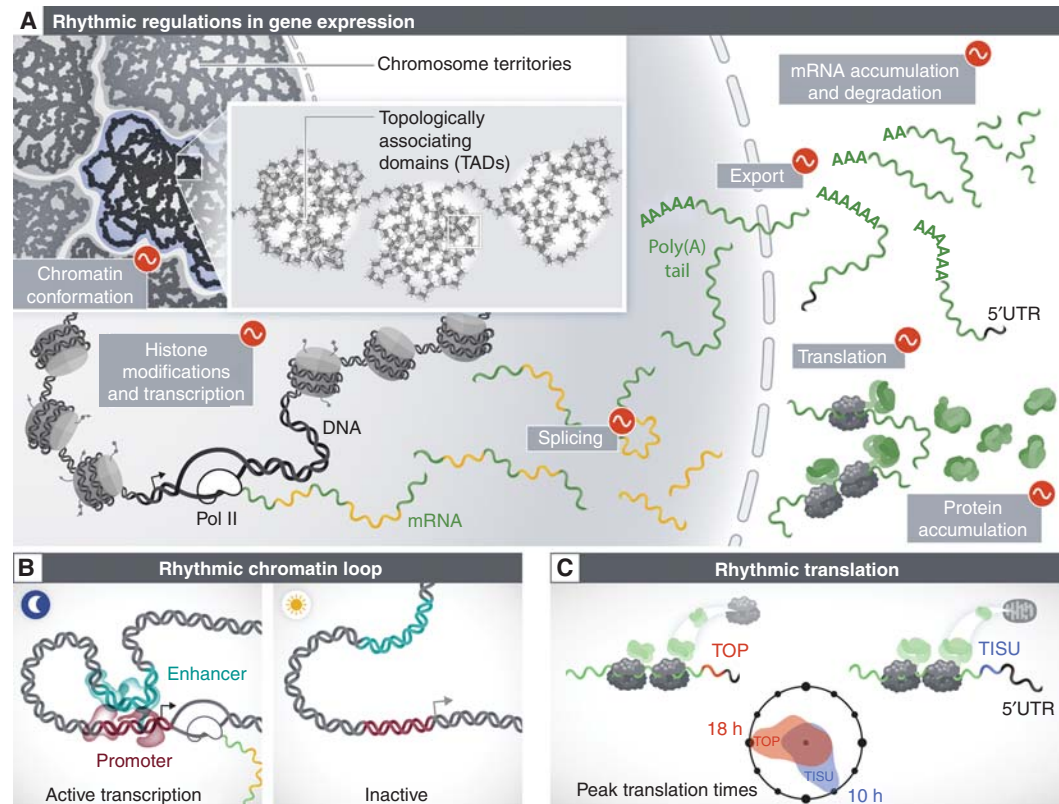 A Rhythmic regulations in gene expression
Chromosome territories
Topologically
associating
domains (TADs)
Chromatin
conformation
mRNA accumulation
and degradation
Export
AA
AAA
AAAAA
AAAAAA
AAAAAA
Poly(A)
tail
5′UTR
Histone
modifications
and transcription
DNA
Pol II
mRNA
Splicing
Translation
Protein
accumulation
B Rhythmic chromatin loop
Enhancer
Promoter
Active transcription
Inactive
C Rhythmic translation
TOP
TISU
5′UTR
18 h
TOP
TISU
Peak translation times
10 h